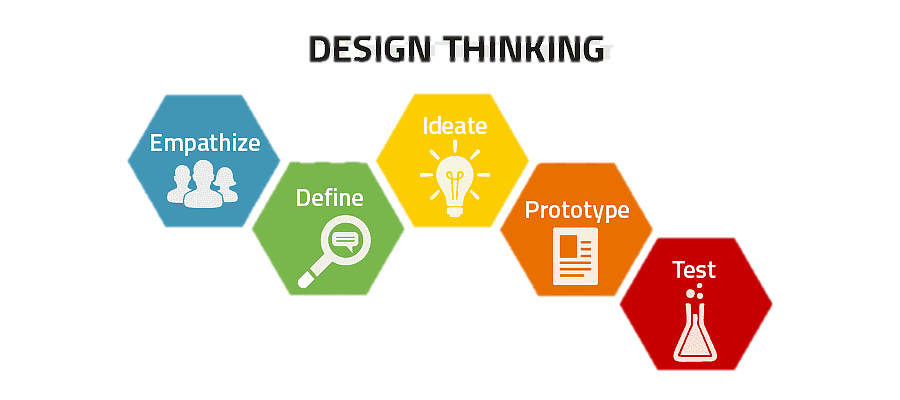 DESIGN THINKING
Empathize
Define
Ideate
Prototype
Test